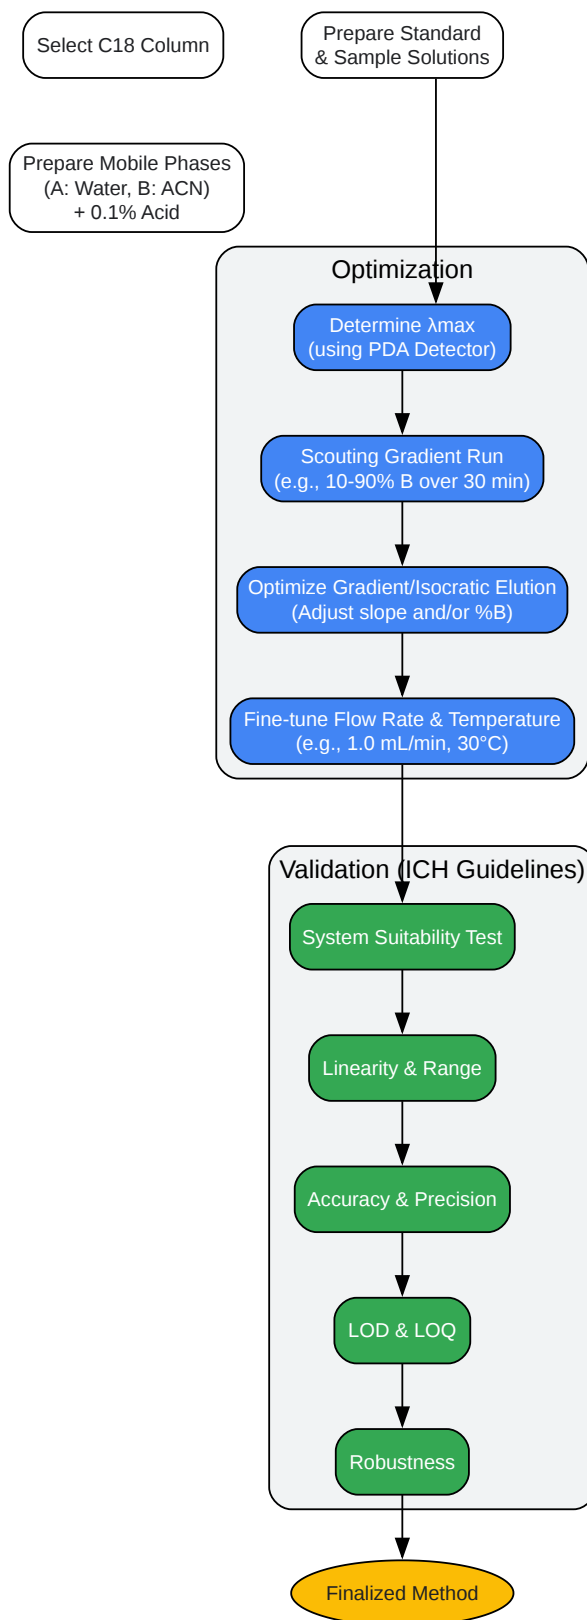 Select C18 Column
Prepare Standard
& Sample Solutions
Prepare Mobile Phases
(A: Water, B: ACN)
+ 0.1% Acid
Optimization
Determine λmax
(using PDA Detector)
Scouting Gradient Run
(e.g., 10-90% B over 30 min)
Optimize Gradient/Isocratic Elution
(Adjust slope and/or %B)
Fine-tune Flow Rate & Temperature
(e.g., 1.0 mL/min, 30°C)
Validation (ICH Guidelines)
System Suitability Test
Linearity & Range
Accuracy & Precision
LOD & LOQ
Robustness
Finalized Method